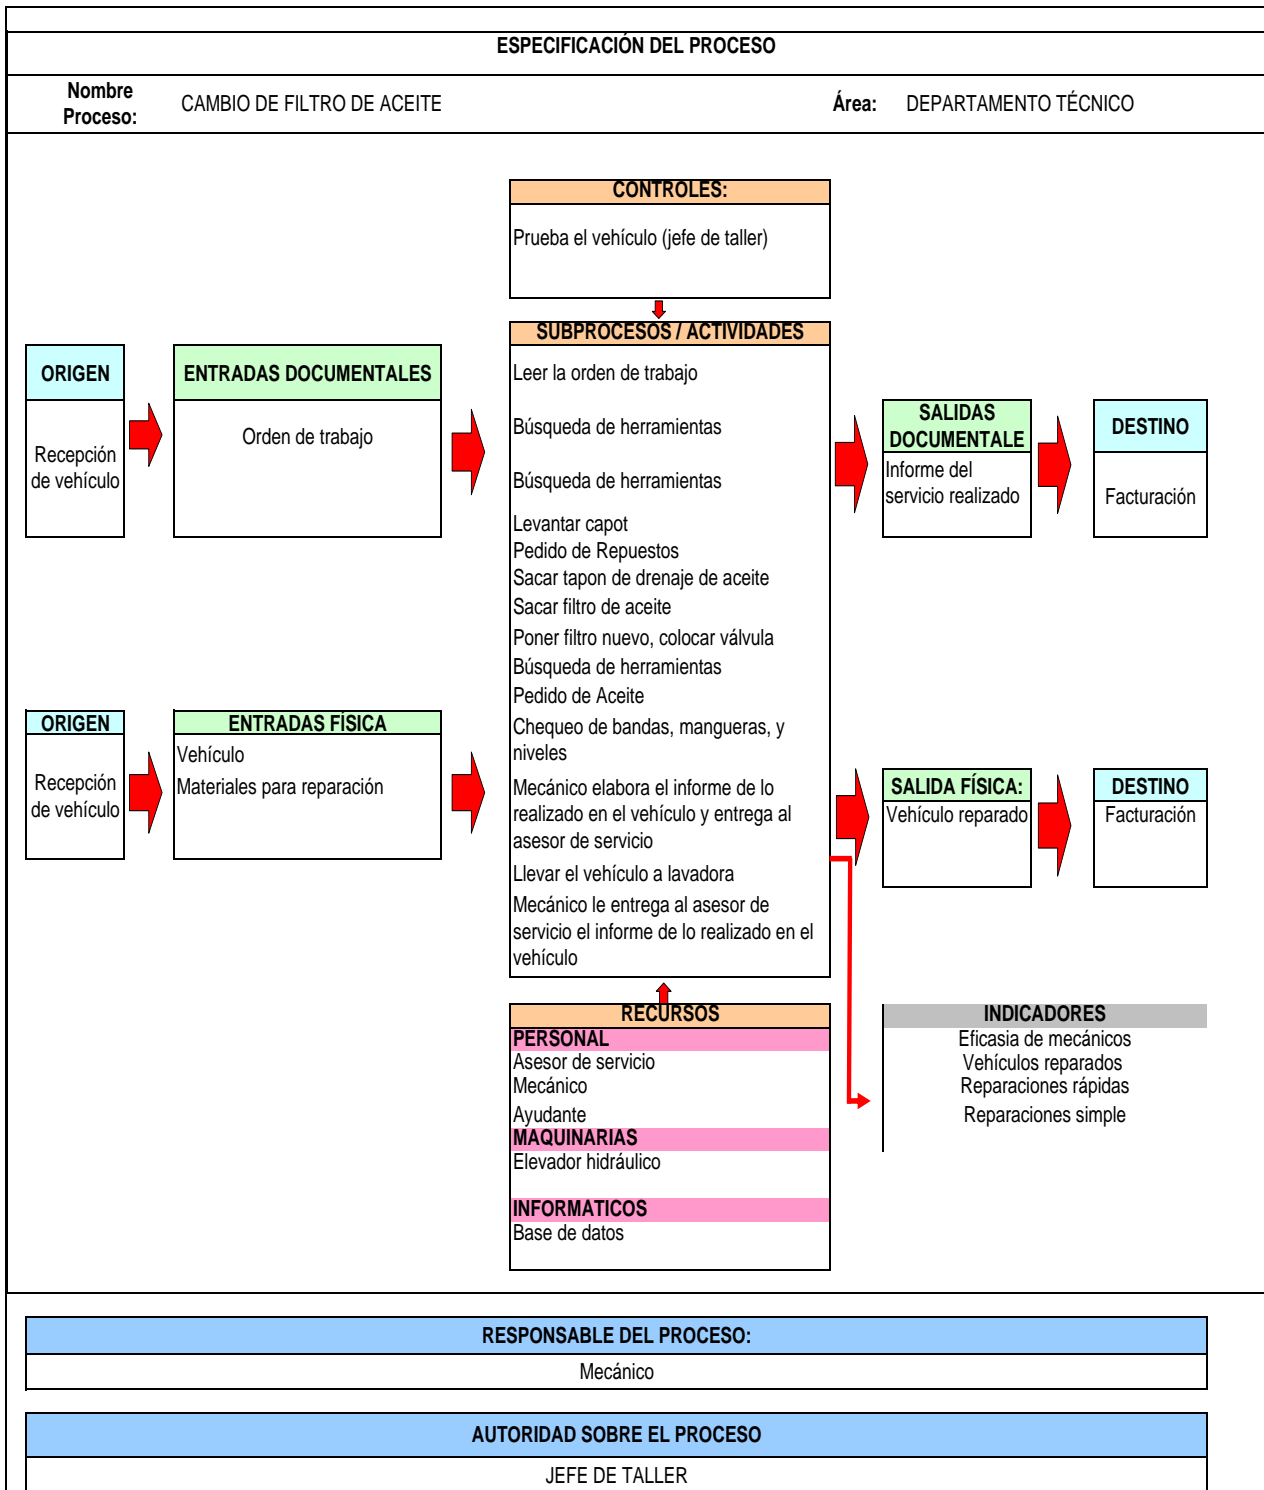 ESPECIFICACIÓN DEL PROCESO
Nombre
Proceso:
CAMBIO DE FILTRO DE ACEITE
Área:
DEPARTAMENTO TÉCNICO
CONTROLES:
Prueba el vehículo (jefe de taller)
ORIGEN
Recepción
de vehículo
ENTRADAS DOCUMENTALES
Orden de trabajo
SUBPROCESOS / ACTIVIDADES
Leer la orden de trabajo
Búsqueda de herramientas
Búsqueda de herramientas
Levantar capot
Pedido de Repuestos
Sacar tapon de drenaje de aceite
Sacar filtro de aceite
Poner filtro nuevo, colocar válvula
Búsqueda de herramientas
Pedido de Aceite
Chequeo de bandas, mangueras, y
niveles
Mecánico elabora el informe de lo
realizado en el vehículo y entrega al
asesor de servicio
Llevar el vehículo a lavadora
Mecánico le entrega al asesor de
servicio el informe de lo realizado en el
vehículo
SALIDAS
DOCUMENTALE
Informe del
servicio realizado
DESTINO
Facturación
ORIGEN
Recepción
de vehículo
ENTRADAS FÍSICA
Vehículo
Materiales para reparación
SALIDA FÍSICA:
Vehículo reparado
DESTINO
Facturación
RECURSOS
PERSONAL
Asesor de servicio
Mecánico
Ayudante
MAQUINARIAS
Elevador hidráulico
INFORMATICOS
Base de datos
INDICADORES
Eficasia de mecánicos
Vehículos reparados
Reparaciones rápidas
Reparaciones simple
RESPONSABLE DEL PROCESO:
Mecánico
AUTORIDAD SOBRE EL PROCESO
JEFE DE TALLER